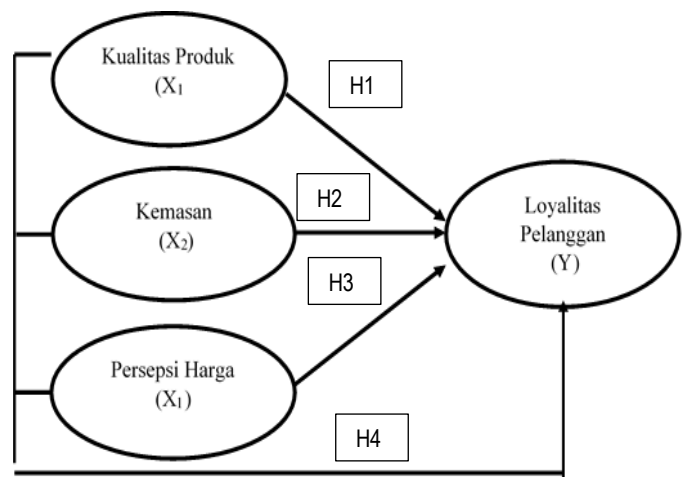 Kualitas Produk
(X₁
H1
Kemasan
(X₂)
H2
Loyalitas
Pelanggan
(Y)
H3
Persepsi Harga
(X₁)
H4